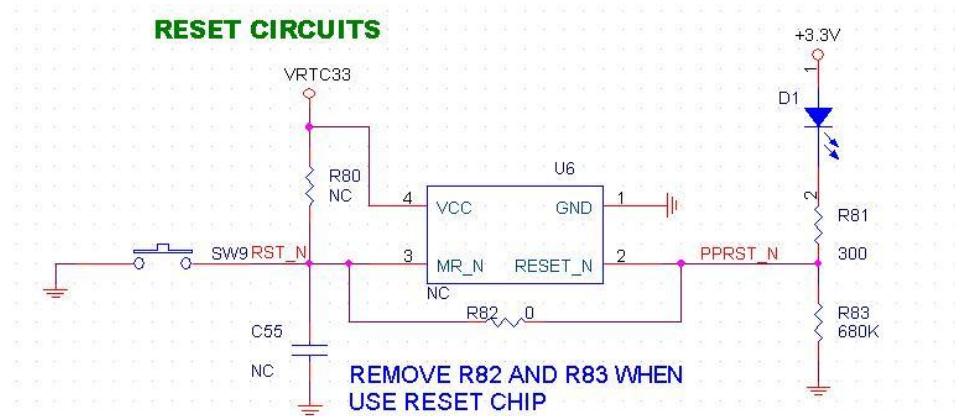 RESET CIRCUITS
+3.3V
VRTC33
1
D1
R80
NC
U6
4
VCC
GND
1
2
R81
300
SW9
RST_N
3
MR_N
RESET_N
2
PPRST_N
NC
R82
0
R83
680K
C55
NC
REMOVE R82 AND R83 WHEN
USE RESET CHIP